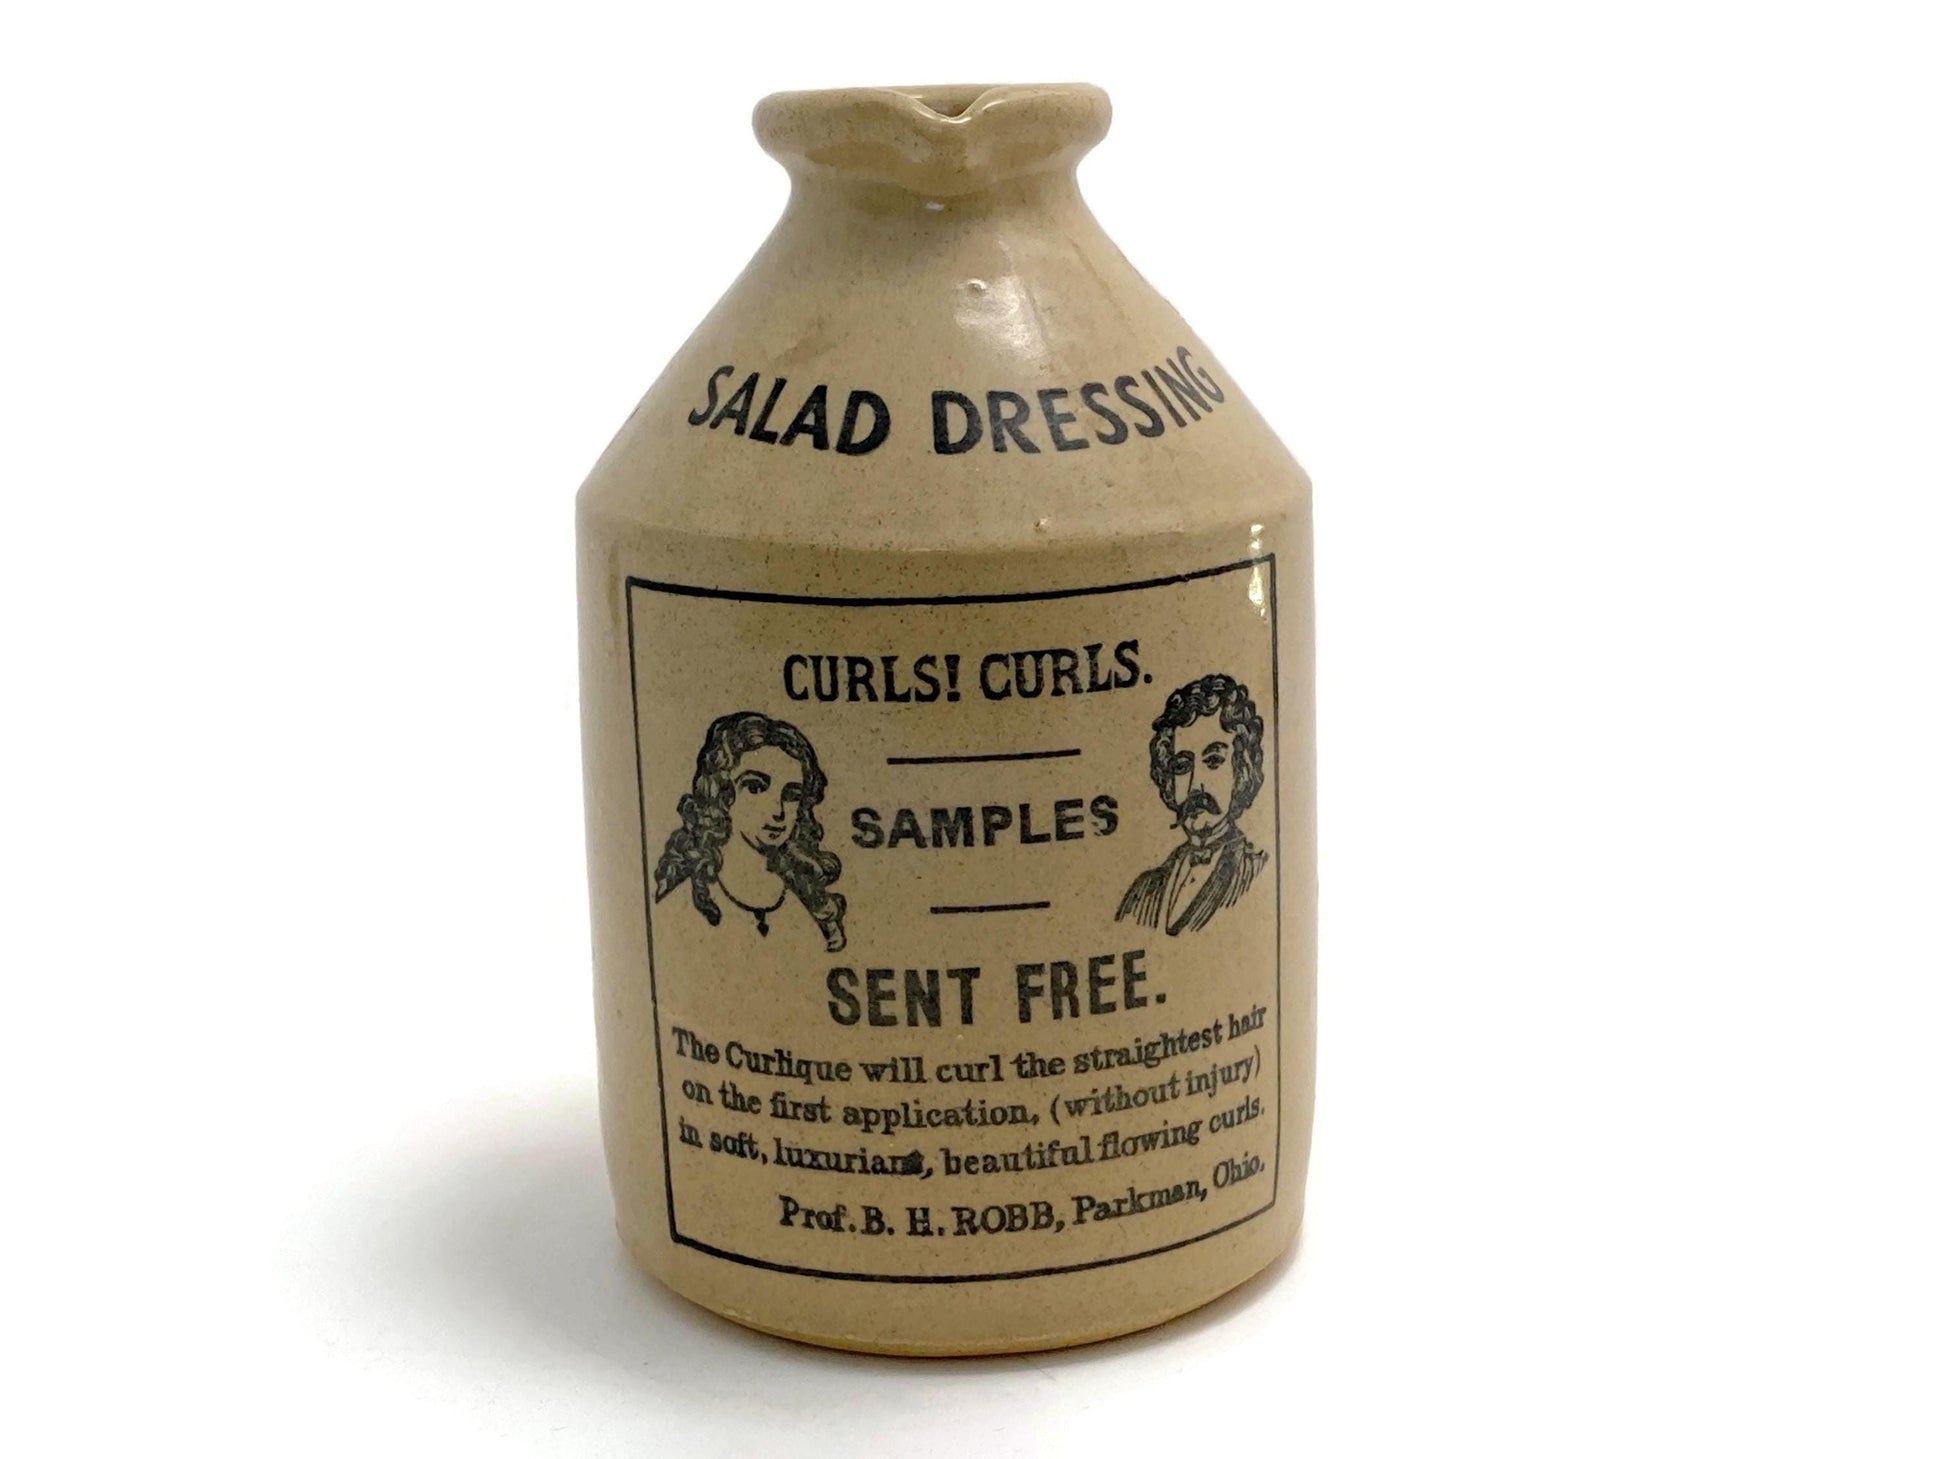 SALAD DRESSING
CURLS! CURLS.
SAMPLES
SENT FREE.
The Curlique will curl the straightest hair
on the first application, (without injury)
in soft, luxuriant, beautiful flowing curls.
Prof. B. H. ROBB, Parkman, Ohio.